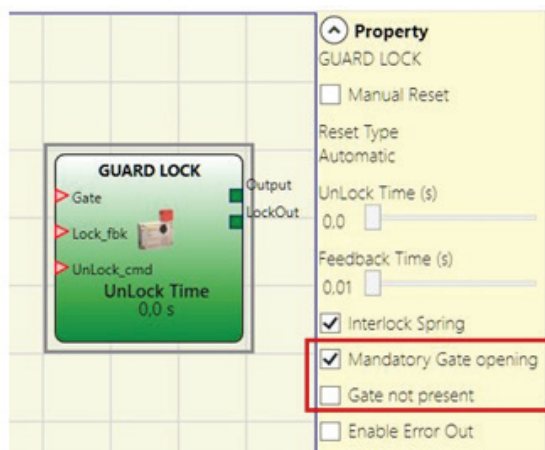 Property
GUARD LOCK
Manual Reset
Reset Type
Automatic
UnLock Time (s)
0,0
Feedback Time (s)
0,01
Interlock Spring
Mandatory Gate opening
Gate not present
Enable Error Out
GUARD LOCK
Gate
Lock_fbk
UnLock_cmd
Output
LockOut
UnLock Time
0,0 s